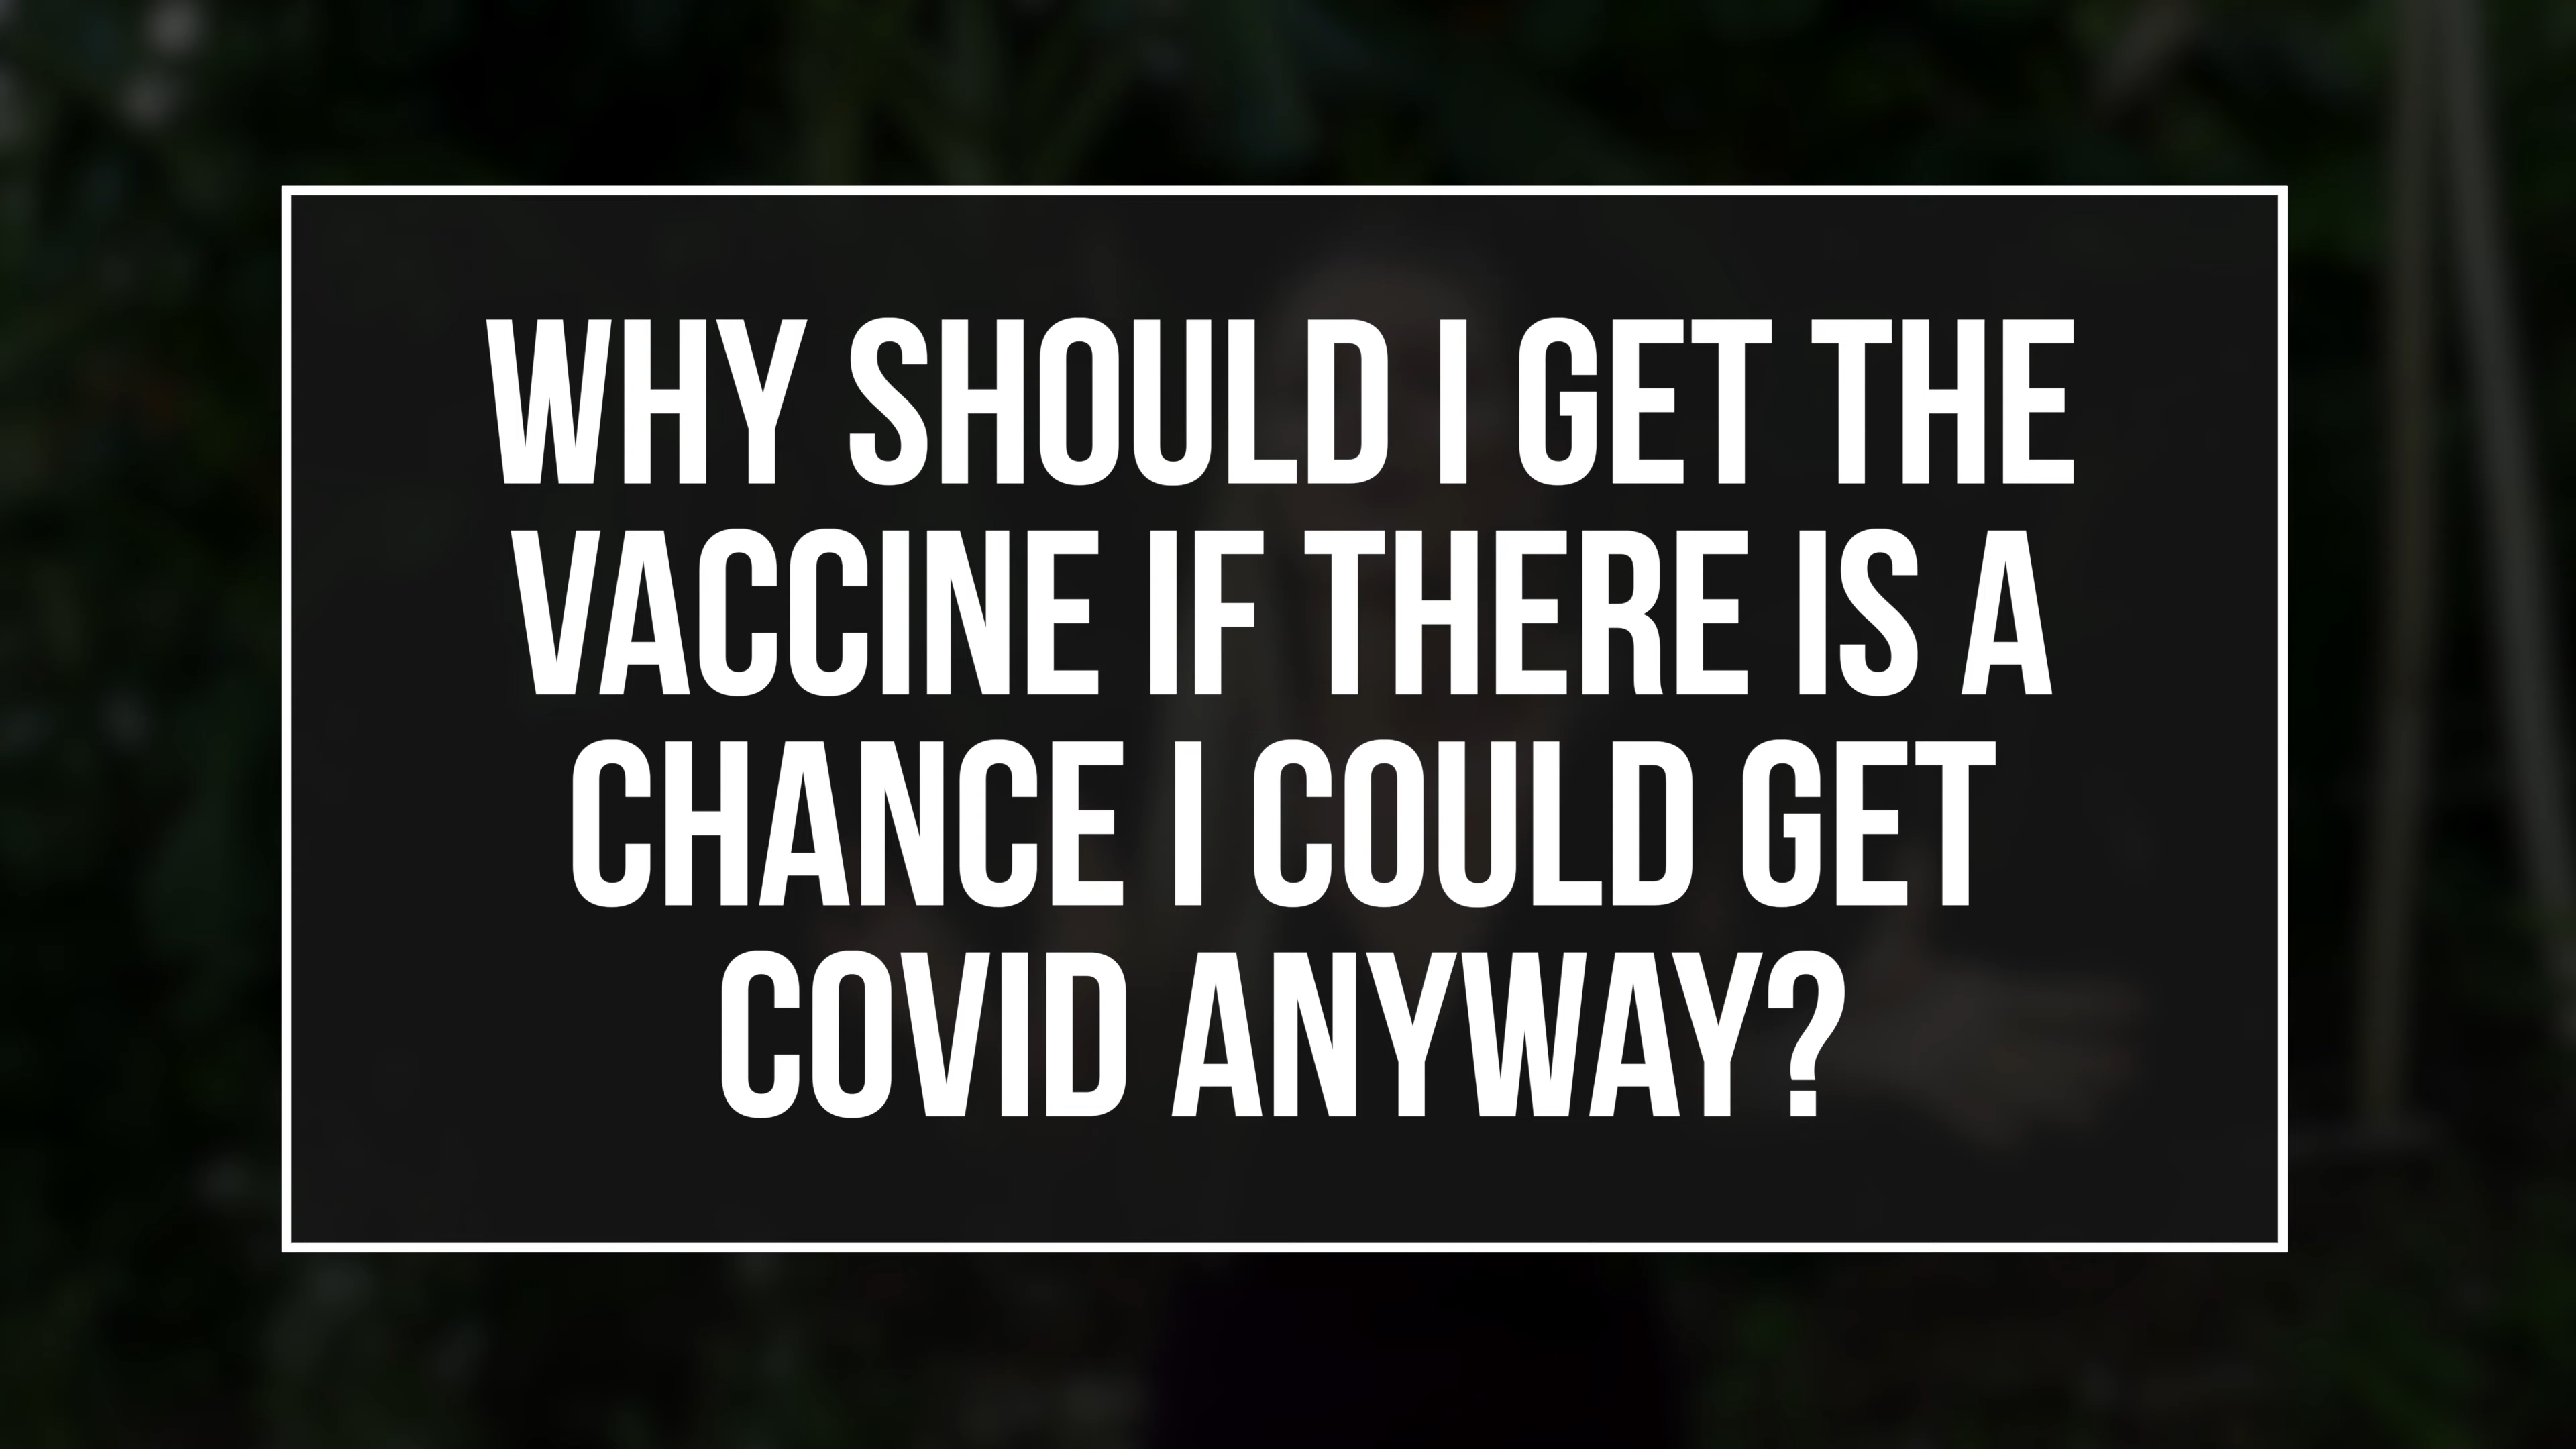 WHY SHOULD I GET THE
VACCINE IF THERE IS A
CHANCE I COULD GET
COVID ANYWAY?